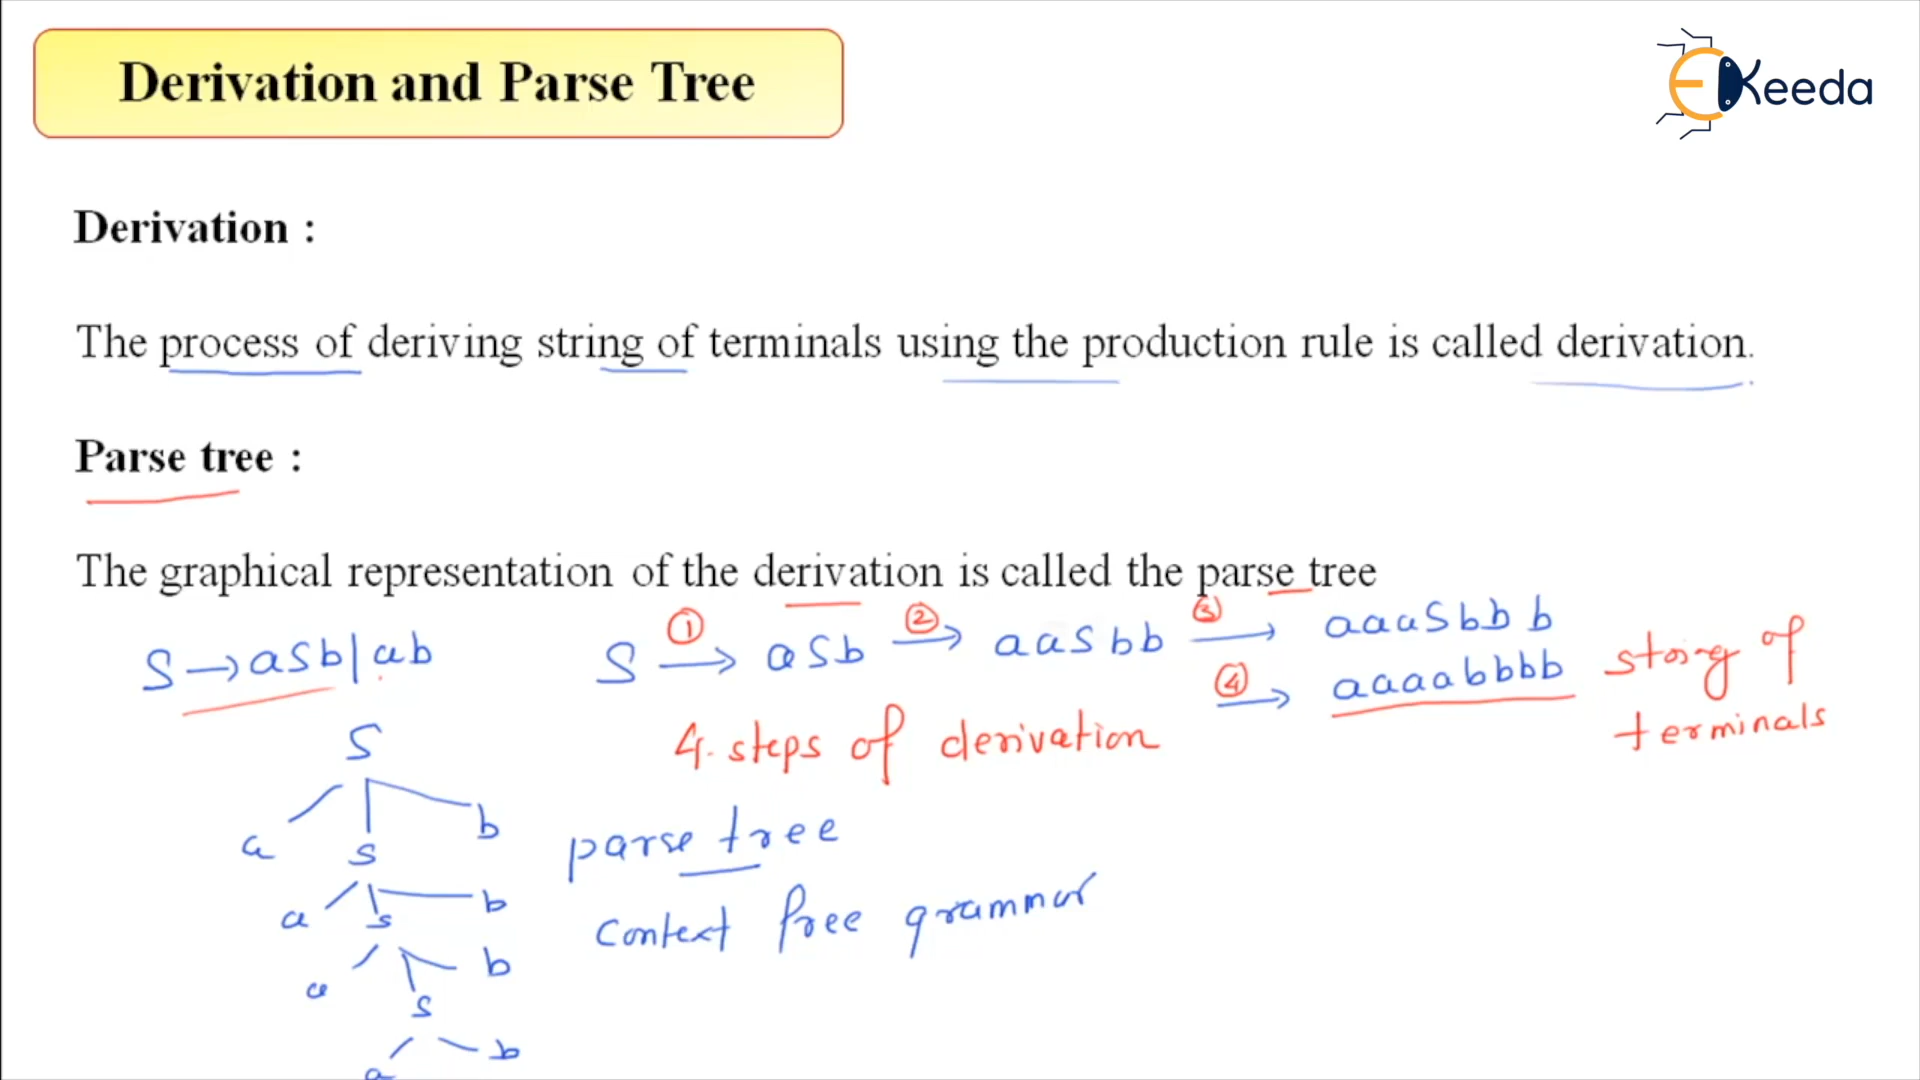 Derivation and Parse Tree
EKeeda
Derivation :
The process of deriving string of terminals using the production rule is called derivation.
Parse tree :
The graphical representation of the derivation is called the parse tree
S → aSb | ab
S ① → aSb ② → aaSbb ③ → aaaSbbb
④ → aaaabbbb string of terminals
4. steps of derivation
S
a S b
a S b
a S b
a b
parse tree
context free grammar